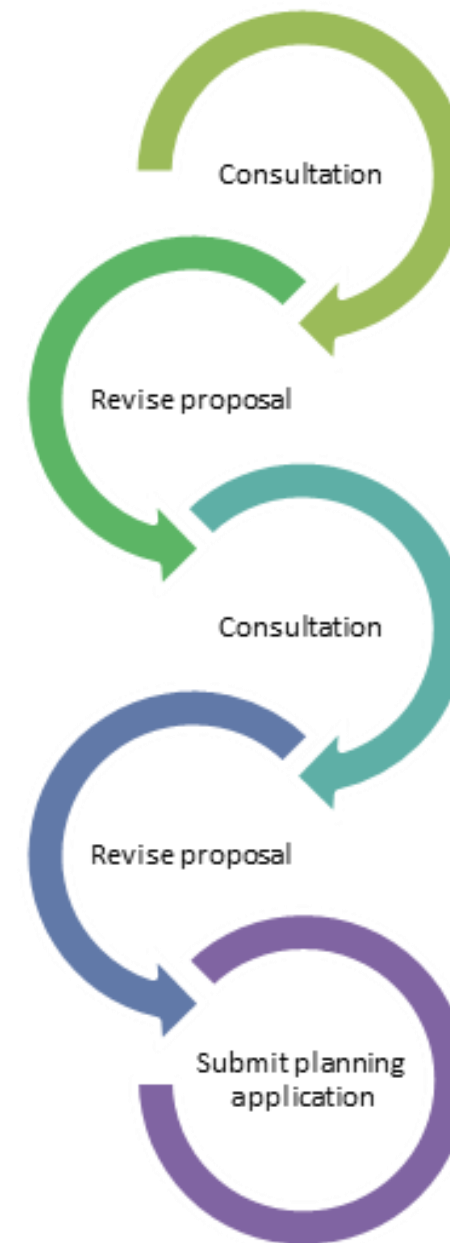 Consultation
Revise proposal
Consultation
Revise proposal
Submit planning
application